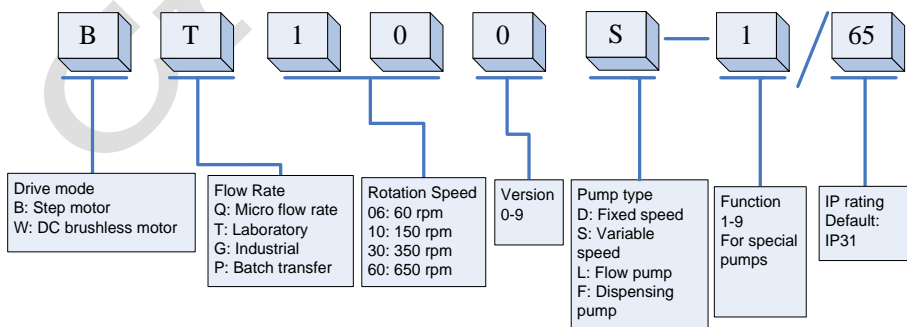 B T 1 0 0 S - 1 / 65
Drive mode
B: Step motor
W: DC brushless motor
Flow Rate
Q: Micro flow rate
T: Laboratory
G: Industrial
P: Batch transfer
Rotation Speed
06: 60 rpm
10: 150 rpm
30: 350 rpm
60: 650 rpm
Version
0-9
Pump type
D: Fixed speed
S: Variable
speed
L: Flow pump
F: Dispensing
pump
Function
1-9
For special
pumps
IP rating
Default:
IP31